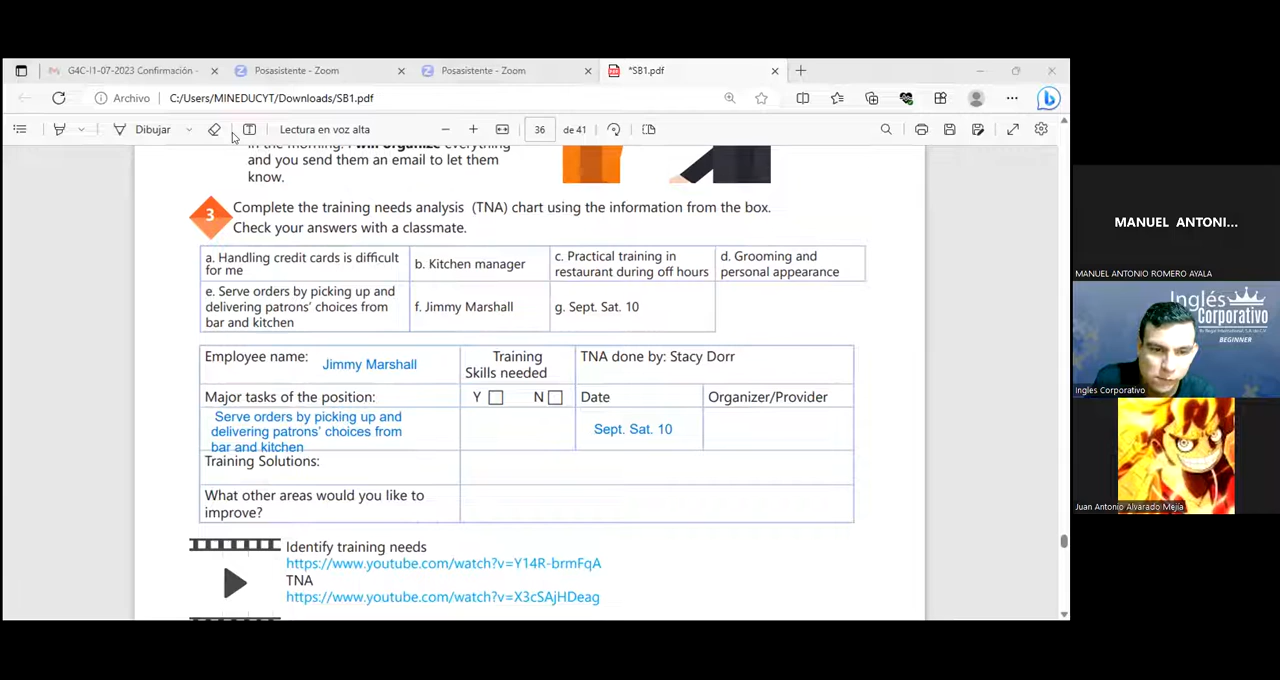 G4C-I1-07-2023 Confirmación -
Posasistente - Zoom
Posasistente - Zoom
*SB1.pdf
Archivo
C:/Users/MINEDUCYT/Downloads/SB1.pdf
Dibujar
Lectura en voz alta
36
de 41
in the morning. I will organize everything
and you send them an email to let them
know.
3
Complete the training needs analysis (TNA) chart using the information from the box.
Check your answers with a classmate.
a. Handling credit cards is difficult
for me
b. Kitchen manager
c. Practical training in
restaurant during off hours
d. Grooming and
personal appearance
e. Serve orders by picking up and
delivering patrons’ choices from
bar and kitchen
f. Jimmy Marshall
g. Sept. Sat. 10
Employee name:
Jimmy Marshall
Training
Skills needed
TNA done by: Stacy Dorr
Major tasks of the position:
Y
N
Date
Organizer/Provider
Serve orders by picking up and
delivering patrons’ choices from
bar and kitchen
Sept. Sat. 10
Training Solutions:
What other areas would you like to
improve?
Identify training needs
https://www.youtube.com/watch?v=Y14R-brmFqA
TNA
https://www.youtube.com/watch?v=X3cSAjHDeag
MANUEL ANTONI...
MANUEL ANTONIO ROMERO AYALA
Inglés
Corporativo
BEGINNER
Ingles Corporativo
Juan Antonio Alvarado Mejia